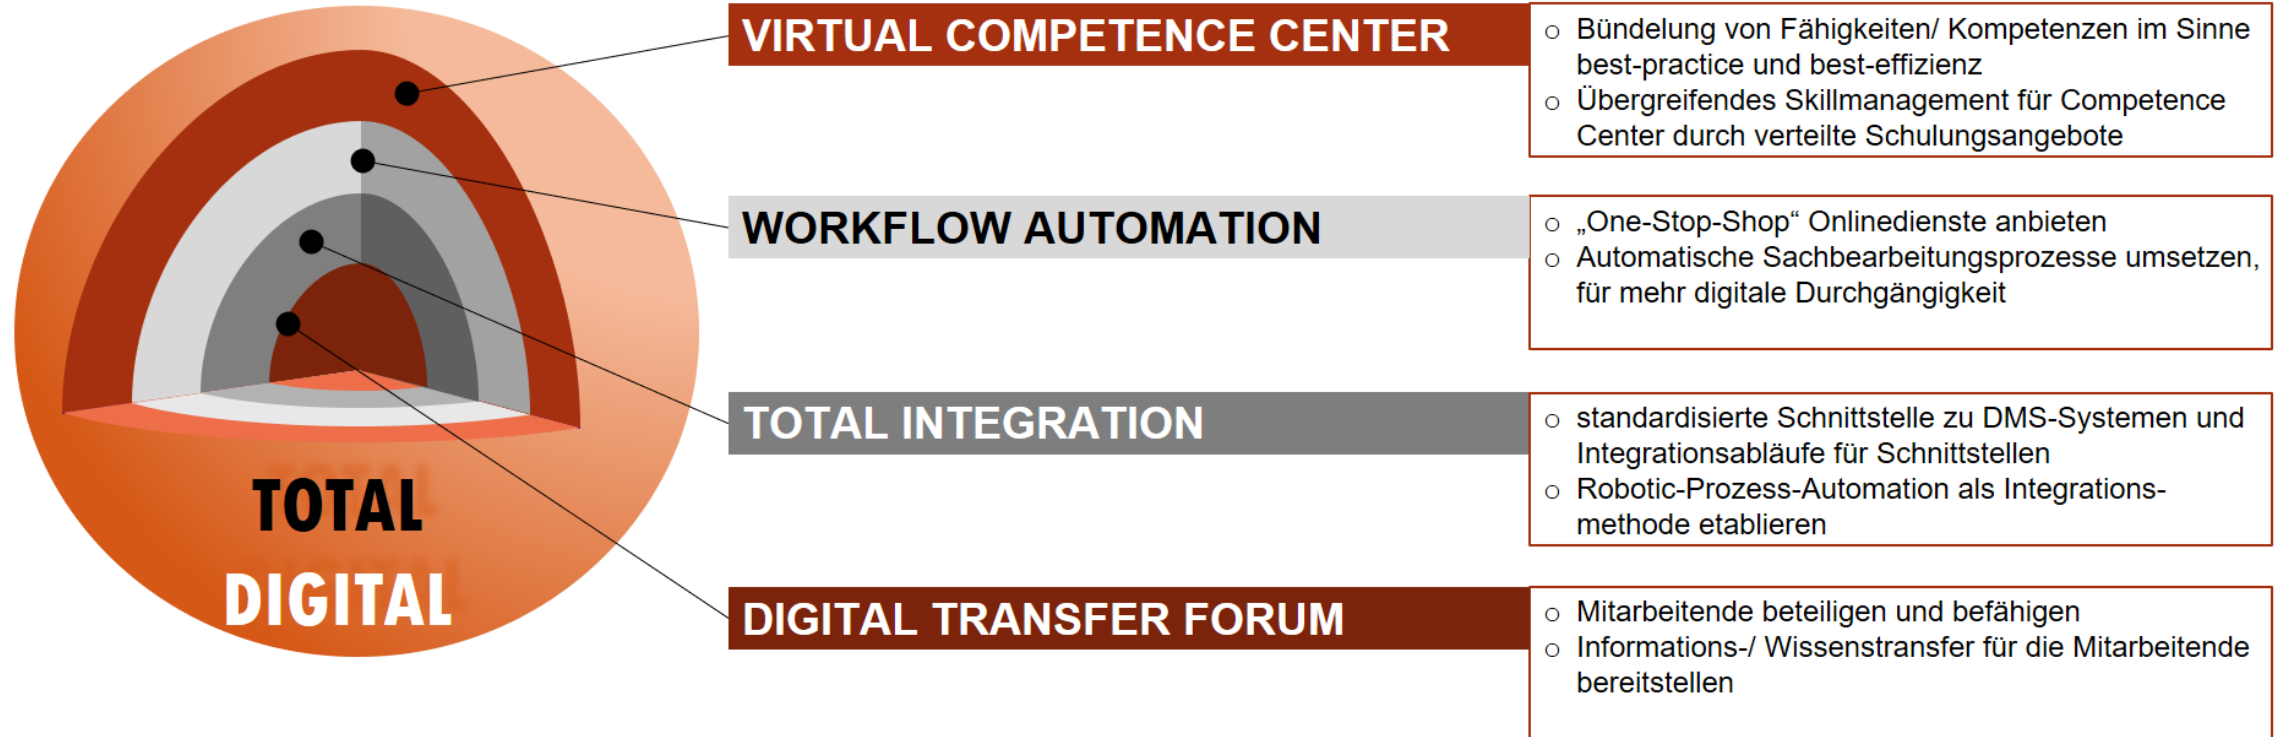 VIRTUAL COMPETENCE CENTER
o Bündelung von Fähigkeiten/ Kompetenzen im Sinne
best-practice und best-effizienz
o Übergreifendes Skillmanagement für Competence
Center durch verteilte Schulungsangebote
WORKFLOW AUTOMATION
o „One-Stop-Shop“ Onlinedienste anbieten
o Automatische Sachbearbeitungsprozesse umsetzen,
für mehr digitale Durchgängigkeit
TOTAL INTEGRATION
o standardisierte Schnittstelle zu DMS-Systemen und
Integrationsabläufe für Schnittstellen
o Robotic-Prozess-Automation als Integrations-
methode etablieren
DIGITAL TRANSFER FORUM
o Mitarbeitende beteiligen und befähigen
o Informations-/ Wissenstransfer für die Mitarbeitende
bereitstellen
TOTAL
DIGITAL